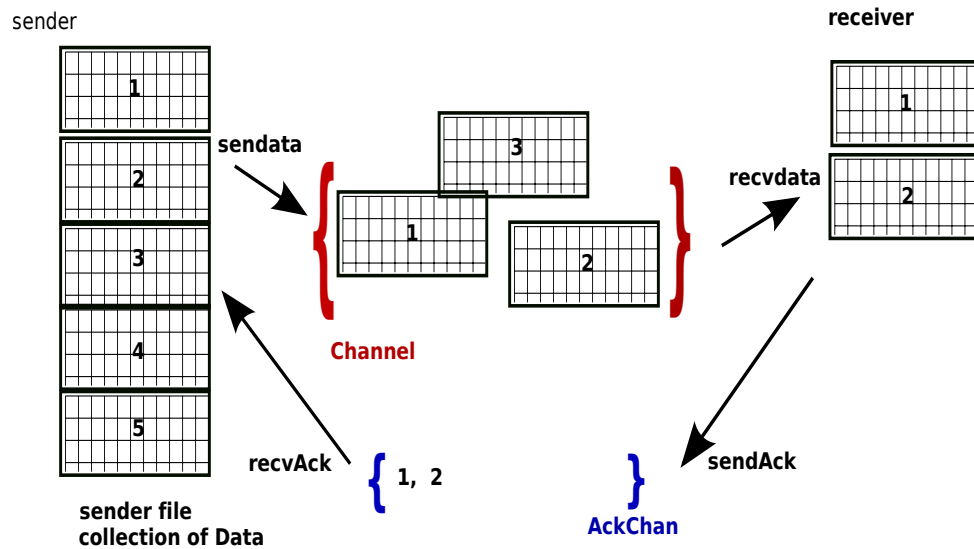 sender
receiver
1
2
3
4
5
sendata
{
3
1
2
}
Channel
recvdata
1
2
recvAck
{ 1, 2 }
sendAck
AckChan
sender file
collection of Data